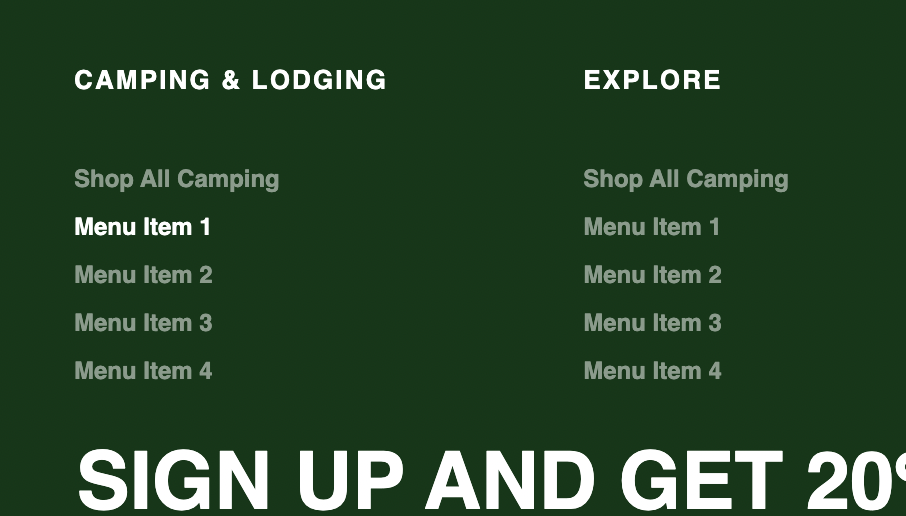 CAMPING & LODGING
Shop All Camping
Menu Item 1
Menu Item 2
Menu Item 3
Menu Item 4
EXPLORE
Shop All Camping
Menu Item 1
Menu Item 2
Menu Item 3
Menu Item 4
SIGN UP AND GET 20%